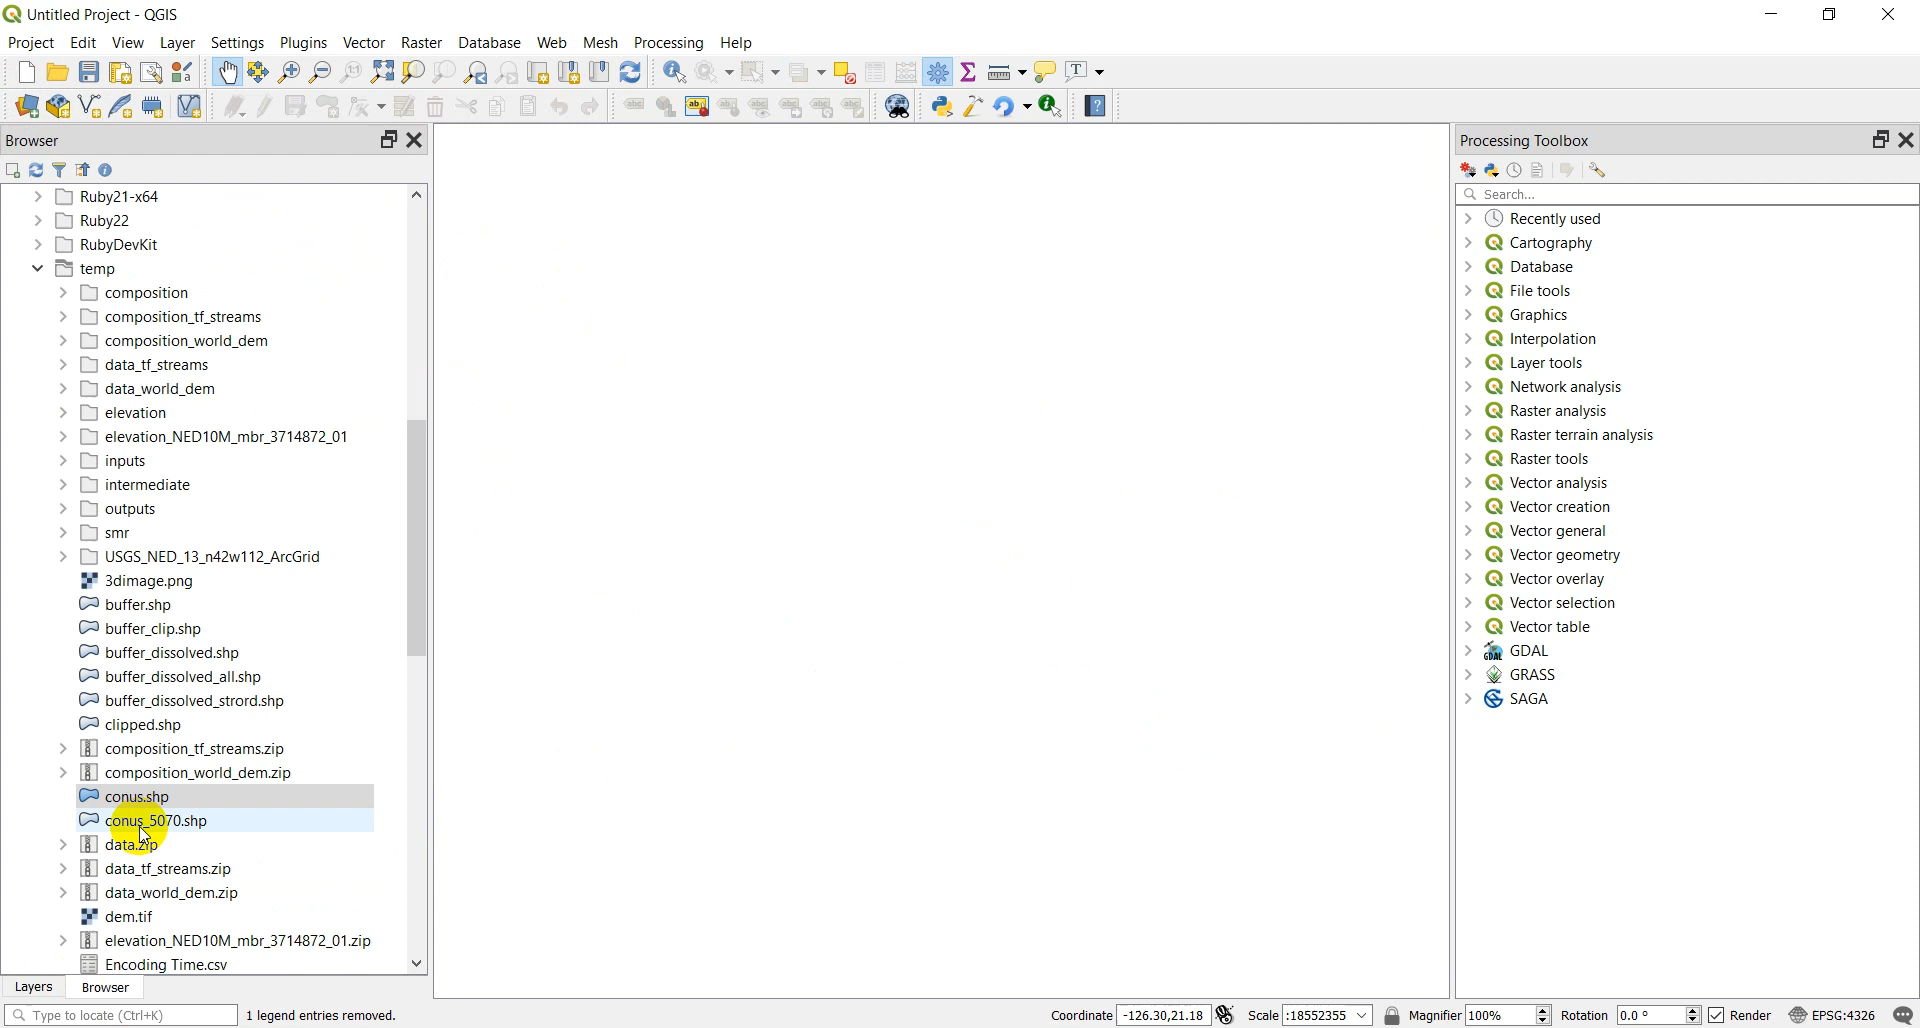 Untitled Project - QGIS
Project Edit View Layer Settings Plugins Vector Raster Database Web Mesh Processing Help
Browser
Ruby21-x64
Ruby22
RubyDevKit
temp
composition
composition_tf_streams
composition_world_dem
data_tf_streams
data_world_dem
elevation
elevation_NED10M_mbr_3714872_01
inputs
intermediate
outputs
smr
USGS_NED_13_n42w112_ArcGrid
3dimage.png
buffer.shp
buffer_clip.shp
buffer_dissolved.shp
buffer_dissolved_all.shp
buffer_dissolved_strord.shp
clipped.shp
composition_tf_streams.zip
composition_world_dem.zip
conus.shp
conus_5070.shp
data.zip
data_tf_streams.zip
data_world_dem.zip
dem.tif
elevation_NED10M_mbr_3714872_01.zip
Encoding Time.csv
Layers Browser
Processing Toolbox
Search...
Recently used
Cartography
Database
File tools
Graphics
Interpolation
Layer tools
Network analysis
Raster analysis
Raster terrain analysis
Raster tools
Vector analysis
Vector creation
Vector general
Vector geometry
Vector overlay
Vector selection
Vector table
GDAL
GRASS
SAGA
Type to locate (Ctrl+K) 1 legend entries removed. Coordinate -126.30,21.18 Scale :18552355 Magnifier 100% Rotation 0.0 ° Render EPSG:4326